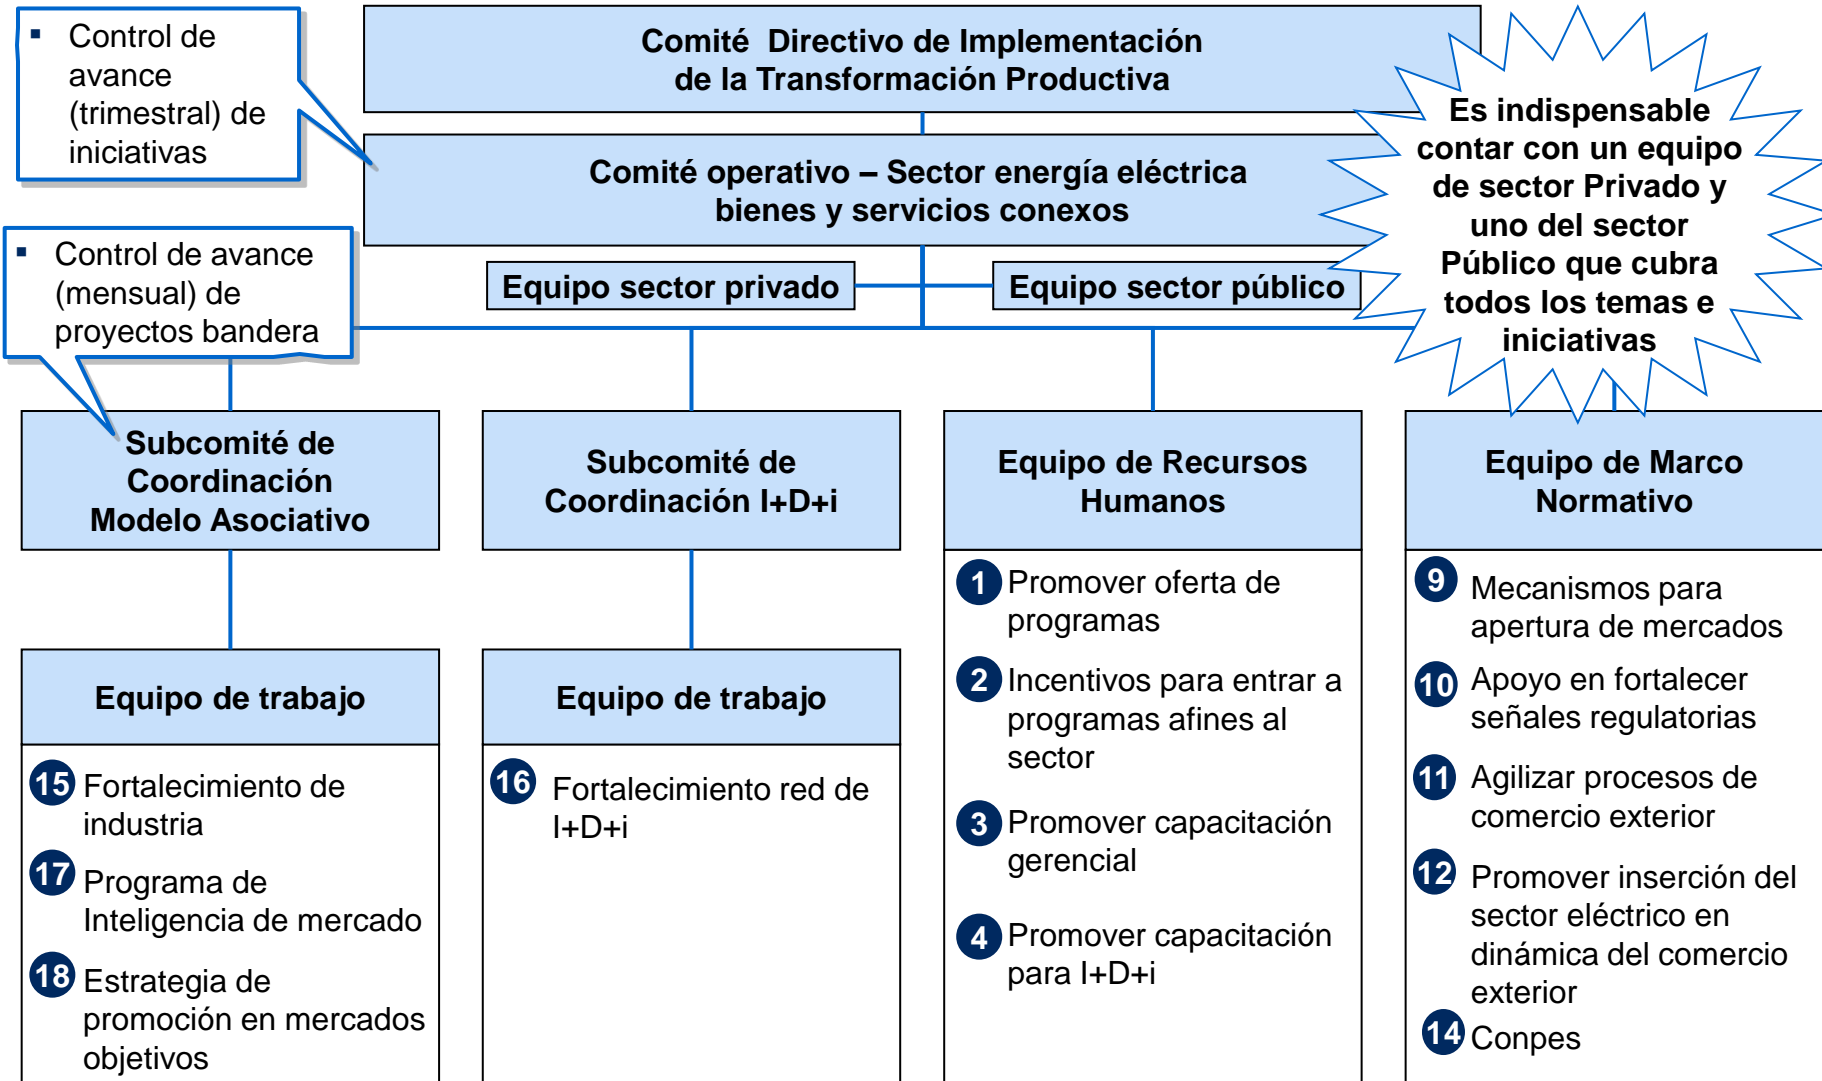 ▪ Control de
avance
(trimestral) de
iniciativas
Comité Directivo de Implementación
de la Transformación Productiva
Comité operativo – Sector energía eléctrica
bienes y servicios conexos
Es indispensable
contar con un equipo
de sector Privado y
uno del sector
Público que cubra
todos los temas e
iniciativas
▪ Control de avance
(mensual) de
proyectos bandera
Equipo sector privado
Equipo sector público
Subcomité de
Coordinación
Modelo Asociativo
Equipo de trabajo
15 Fortalecimiento de
industria
17 Programa de
Inteligencia de mercado
18 Estrategia de
promoción en mercados
objetivos
Subcomité de
Coordinación I+D+i
Equipo de trabajo
16 Fortalecimiento red de
I+D+i
Equipo de Recursos
Humanos
1 Promover oferta de
programas
2 Incentivos para entrar a
programas afines al
sector
3 Promover capacitación
gerencial
4 Promover capacitación
para I+D+i
Equipo de Marco
Normativo
9 Mecanismos para
apertura de mercados
10 Apoyo en fortalecer
señales regulatorias
11 Agilizar procesos de
comercio exterior
12 Promover inserción del
sector eléctrico en
dinámica del comercio
exterior
14 Conpes